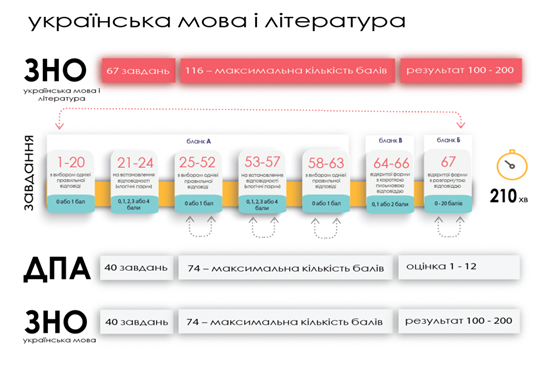 українська мова і література
ЗНО
українська мова і
література
67 завдань
116 – максимальна кількість балів
результат 100 - 200
завдання
бланк А
бланк В
бланк Б
1-20
з вибором однієї
правильної
відповіді
0 або 1 бал
21-24
на встановлення
відповідності
(«логічні пари»)
0, 1, 2, 3 або 4
бали
25-52
з вибором однієї
правильної
відповіді
0 або 1 бал
53-57
на встановлення
відповідності
(«логічні пари»)
0, 1, 2, 3 або 4
бали
58-63
з вибором однієї
правильної
відповіді
0 або 1 бал
64-66
відкритої форми
з короткою
письмовою
відповіддю
0, 1 або 2 бали
67
відкритої форми
з розгорнутою
відповіддю
0 - 20 балів
210 хв
ДПА
40 завдань
74 – максимальна кількість балів
оцінка 1 - 12
ЗНО
українська мова
40 завдань
74 – максимальна кількість балів
результат 100 - 200